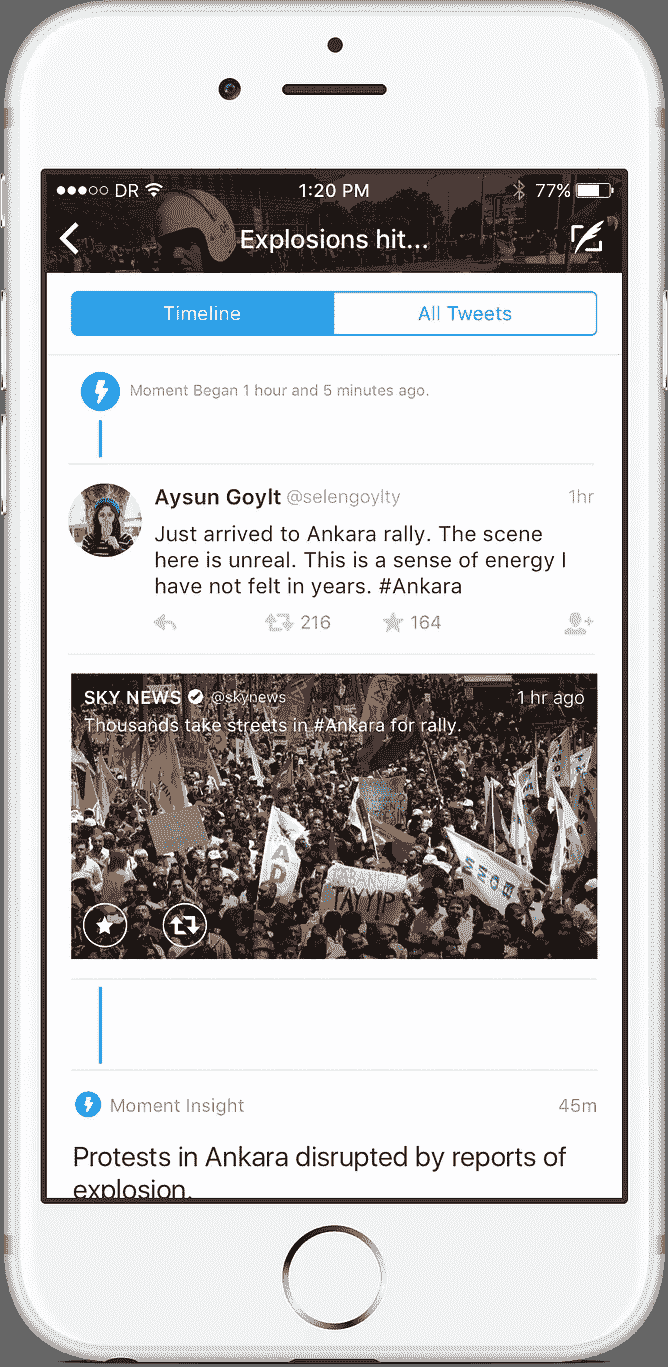 DR 1:20 PM 77%
Explosions hit...
Timeline All Tweets
Moment Began 1 hour and 5 minutes ago.
Aysun Goylt @selengoylty 1hr
Just arrived to Ankara rally. The scene
here is unreal. This is a sense of energy I
have not felt in years. #Ankara
216 164
SKY NEWS @skynews 1 hr ago
Thousands take streets in #Ankara for rally.
TAYYIP
Moment Insight 45m
Protests in Ankara disrupted by reports of
explosion.